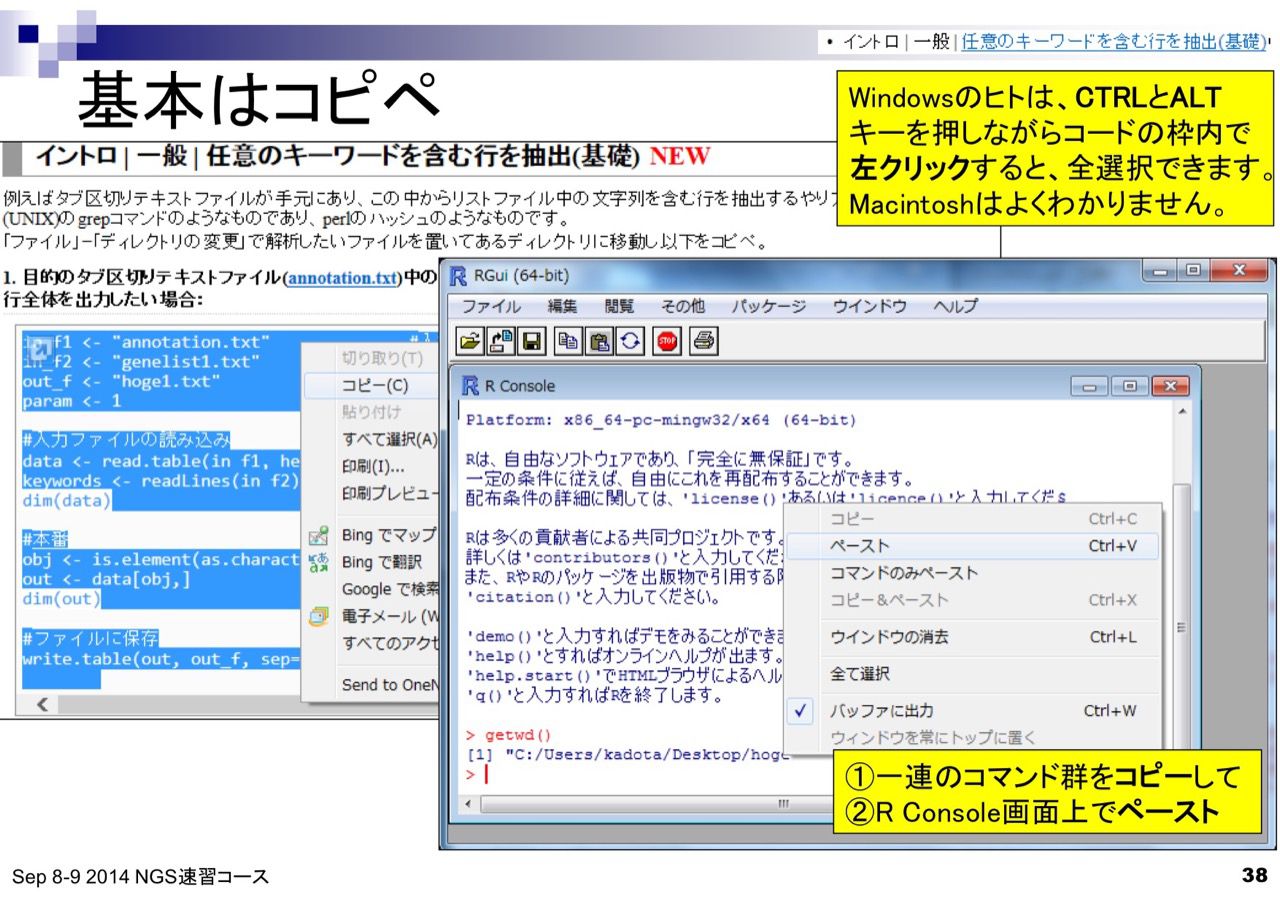 • イントロ | 一般 | 任意のキーワードを含む行を抽出(基礎)
基本はコピペ
Windowsのヒトは、CTRLとALT
キーを押しながらコードの枠内で
左クリックすると、全選択できます。
Macintoshはよくわかりません。
イントロ | 一般 | 任意のキーワードを含む行を抽出(基礎) NEW
例えばタブ区切りテキストファイルが手元にあり、この中からリストファイル中の文字列を含む行を抽出するやり
(UNIX)のgrepコマンドのようなものであり、perlのハッシュのようなものです。
「ファイル」−「ディレクトリの変更」で解析したいファイルを置いてあるディレクトリに移動し以下をコピペ。
1. 目的のタブ区切りテキストファイル(annotation.txt)中の
行全体を出力したい場合:
in_f1 <- "annotation.txt"
in_f2 <- "genelist1.txt"
out_f <- "hoge1.txt"
param <- 1
#入力ファイルの読み込み
data <- read.table(in_f1, he
keywords <- readLines(in_f2)
dim(data)
#本番
obj <- is.element(as.charact
out <- data[obj,]
dim(out)
#ファイルに保存
write.table(out, out_f, sep=
切り取り(T)
コピー(C)
貼り付け
すべて選択(A)
印刷(I)...
印刷プレビュー
Bing でマップ
Bing で翻訳
Google で検索
電子メール (W
すべてのアクセ
Send to OneN
RGui (64-bit)
ファイル 編集 閲覧 その他 パッケージ ウインドウ ヘルプ
STOP
R Console
Platform: x86_64-pc-mingw32/x64 (64-bit)
Rは、自由なソフトウェアであり、「完全に無保証」です。
一定の条件に従えば、自由にこれを再配布することができます。
配布条件の詳細に関しては、'license()'あるいは'licence()'と入力してくだ$
Rは多くの貢献者による共同プロジェクトです。
詳しくは'contributors()'と入力してくだ
また、RやRのパッケージを出版物で引用する際
'citation()'と入力してください。
'demo()'と入力すればデモをみることができま
'help()'とすればオンラインヘルプが出ます。
'help.start()'でHTMLブラウザによるヘル
'q()'と入力すればRを終了します。
> getwd()
[1] "C:/Users/kadota/Desktop/hoge
>
コピー Ctrl+C
ペースト Ctrl+V
コマンドのみペースト
コピー&ペースト Ctrl+X
ウインドウの消去 Ctrl+L
全て選択
バッファに出力 Ctrl+W
ウィンドウを常にトップに置く
①一連のコマンド群をコピーして
②R Console画面上でペースト
Sep 8-9 2014 NGS速習コース
38